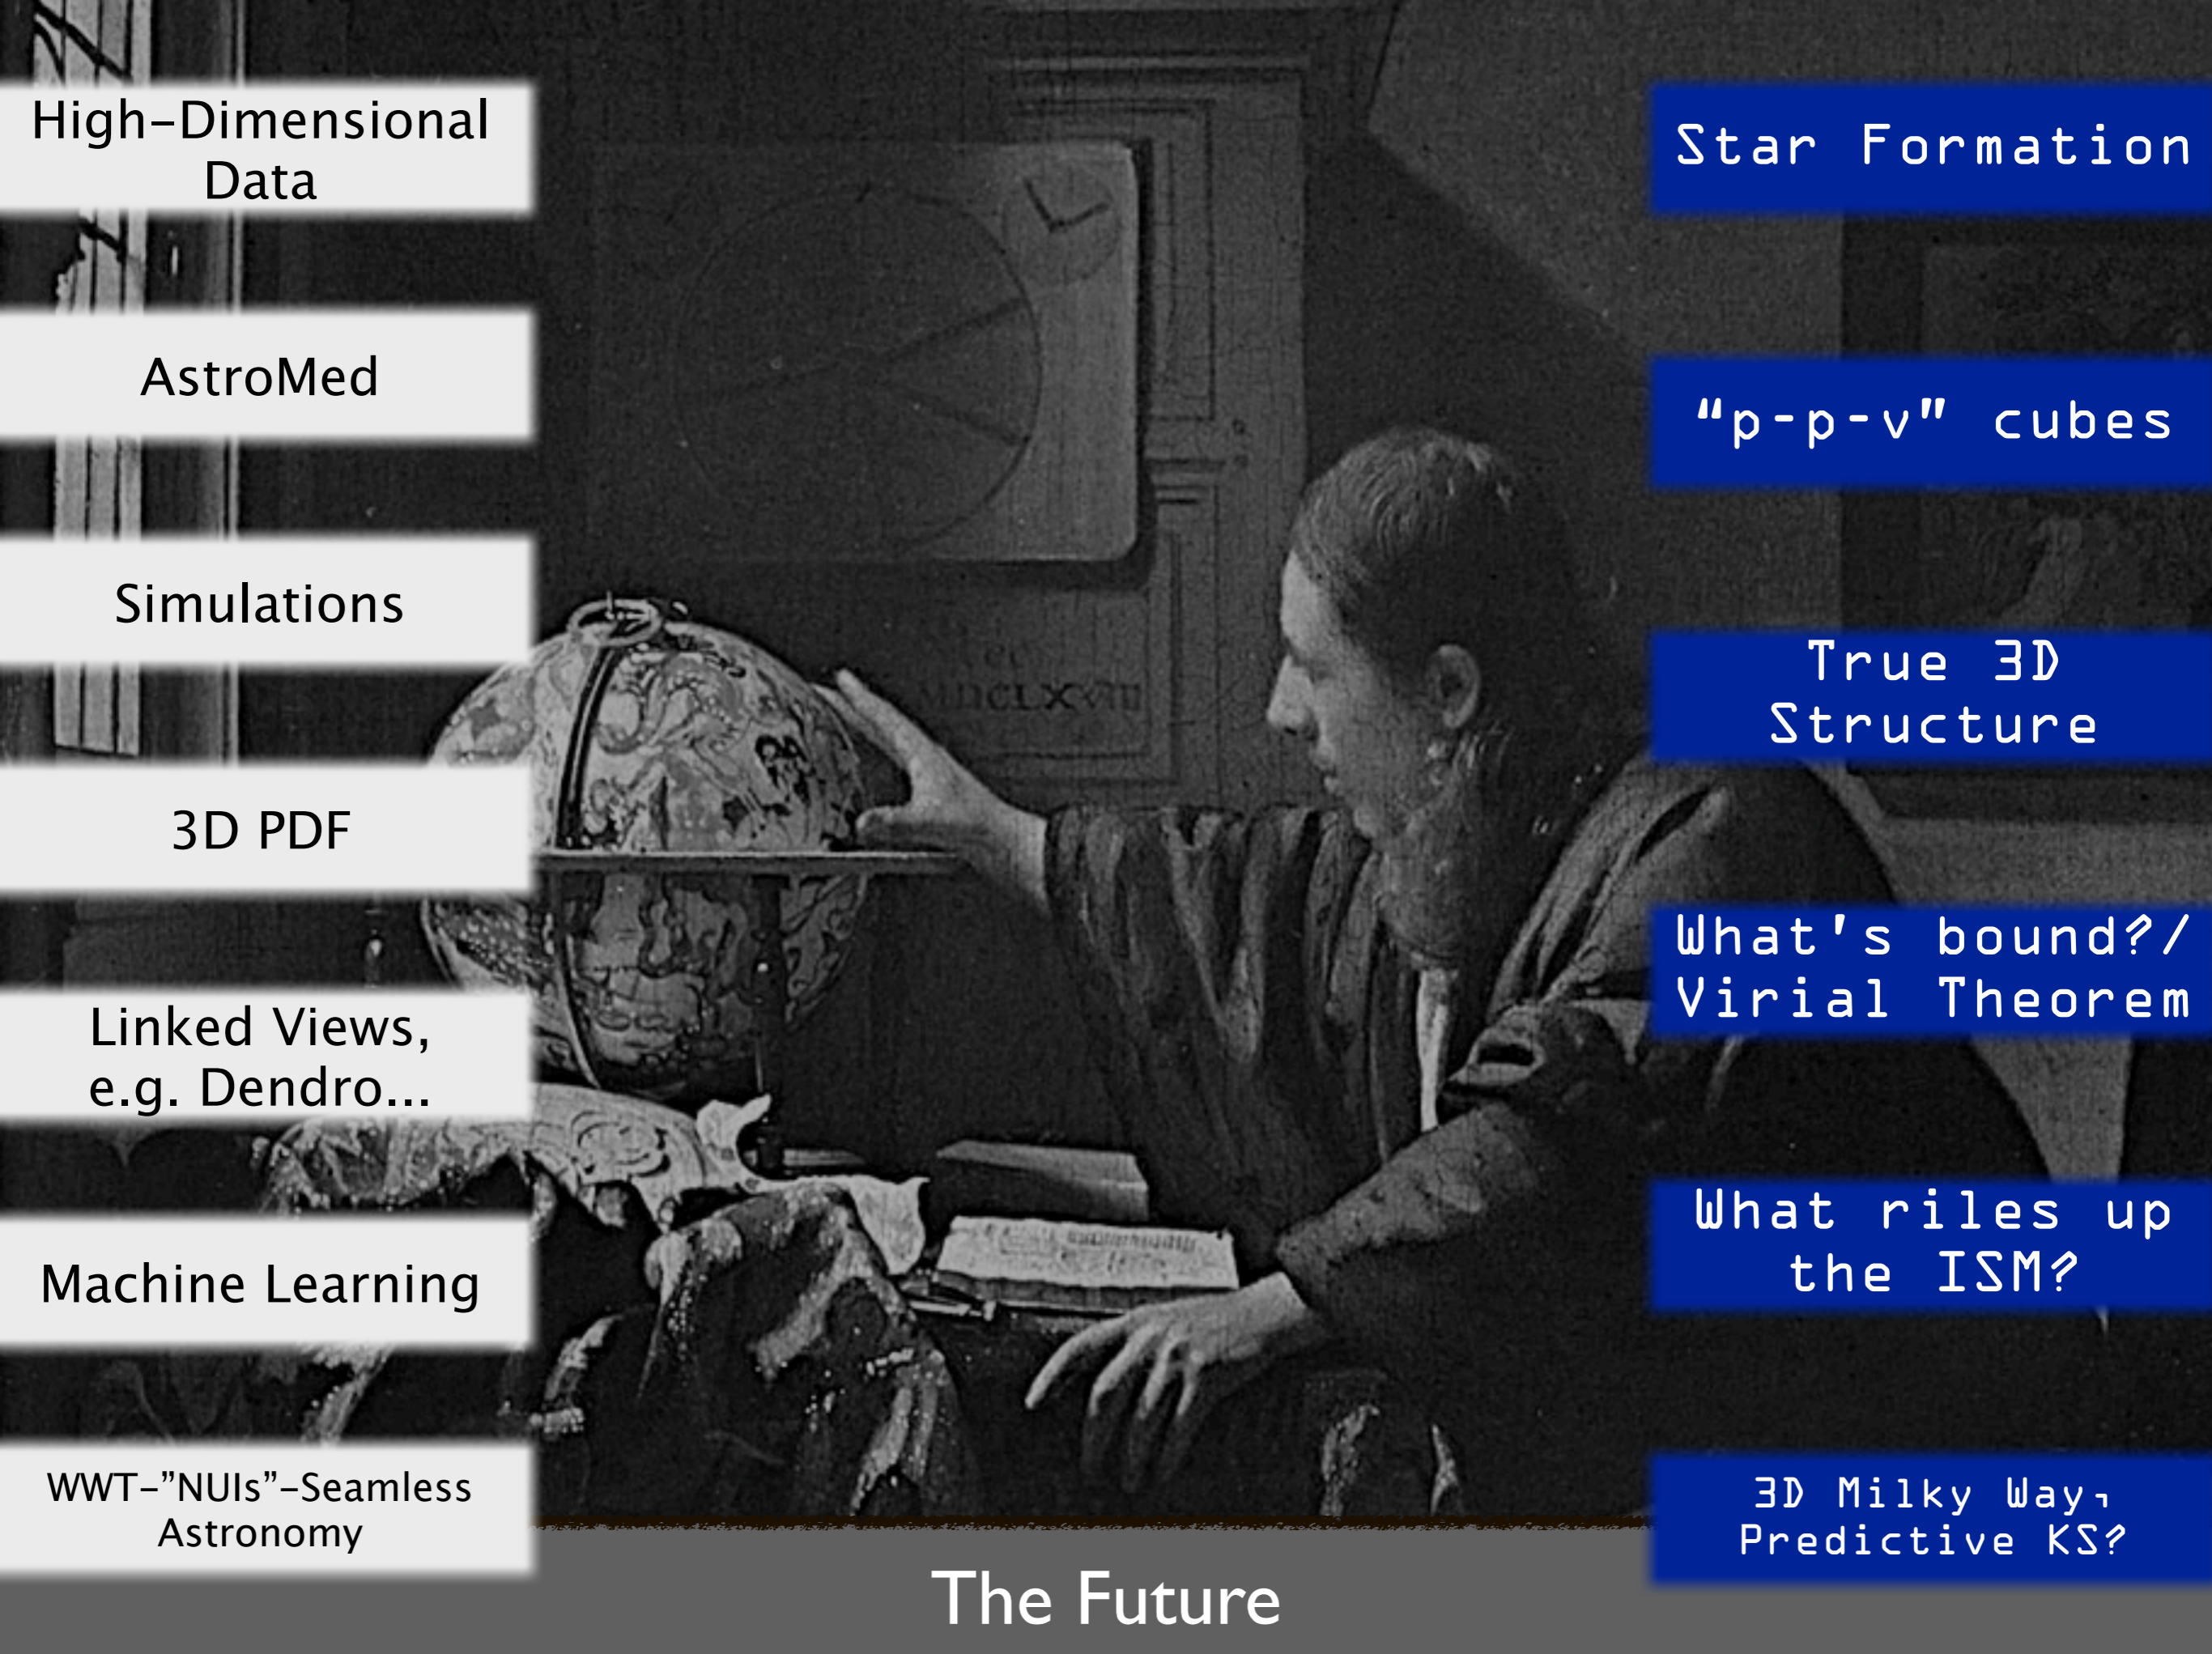 High-Dimensional
Data
AstroMed
Simulations
3D PDF
Linked Views,
e.g. Dendro...
Machine Learning
WWT-"NUIs"-Seamless
Astronomy
Star Formation
“p-p-v” cubes
True 3D
Structure
What's bound?/
Virial Theorem
What riles up
the ISM?
3D Milky Way,
Predictive KS?
MDCLXVIII
The Future